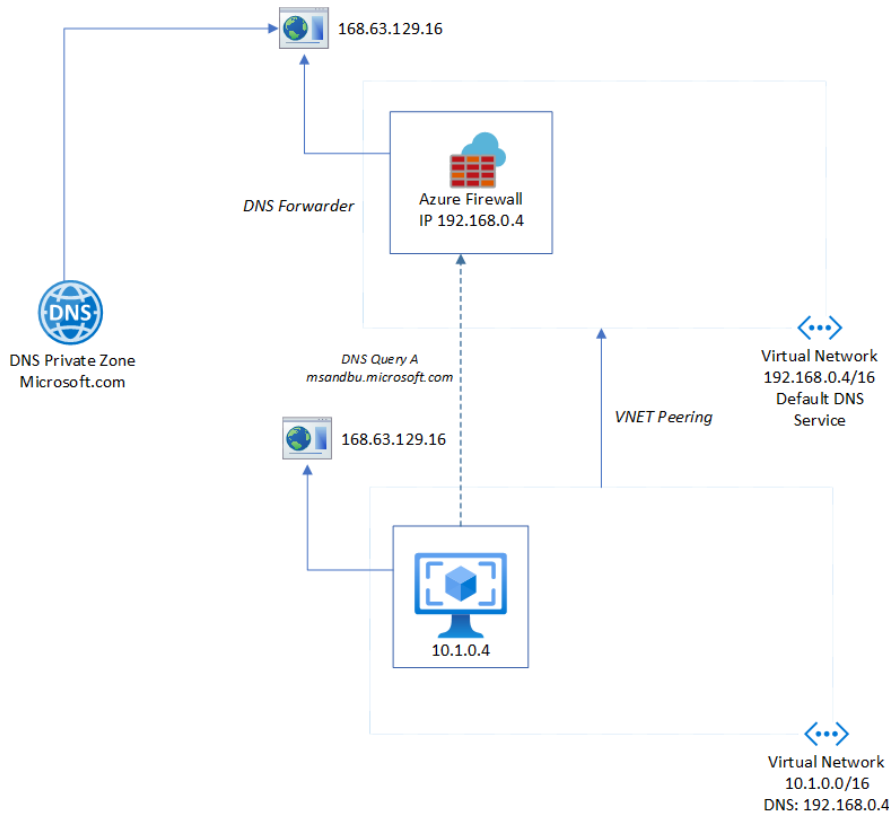 168.63.129.16
Azure Firewall
IP 192.168.0.4
DNS Forwarder
DNS
DNS Private Zone
Microsoft.com
DNS Query A
msandbu.microsoft.com
Virtual Network
192.168.0.4/16
Default DNS
Service
VNET Peering
168.63.129.16
10.1.0.4
Virtual Network
10.1.0.0/16
DNS: 192.168.0.4